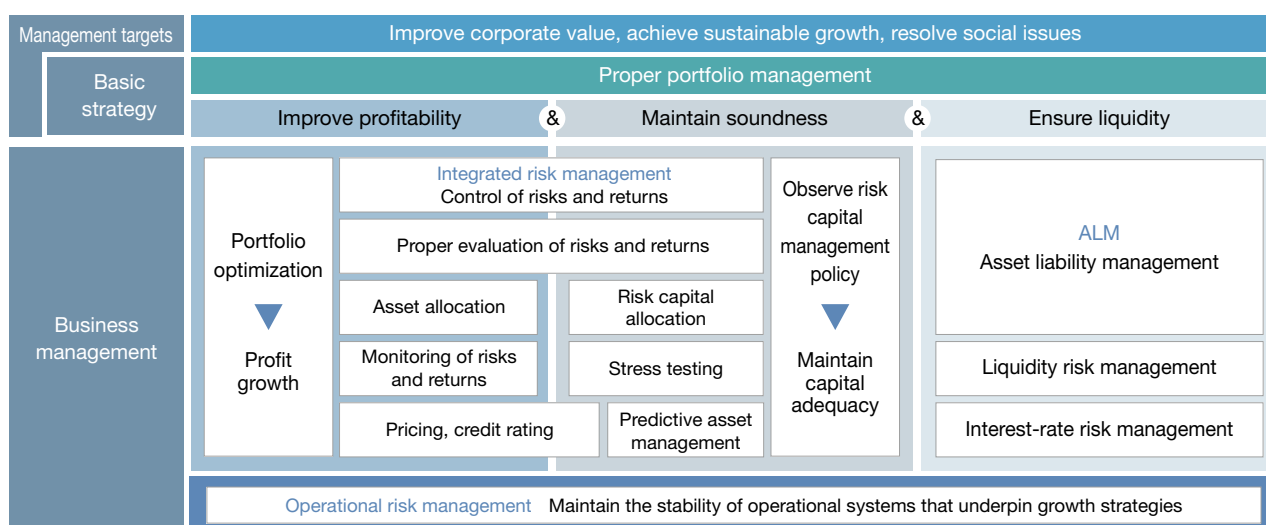 Management targets
Improve corporate value, achieve sustainable growth, resolve social issues
Basic
strategy
Proper portfolio management
Improve profitability
&
Maintain soundness
&
Ensure liquidity
Business
management
Portfolio
optimization
Profit
growth
Integrated risk management
Control of risks and returns
Proper evaluation of risks and returns
Asset allocation
Risk capital
allocation
Monitoring of risks
and returns
Stress testing
Pricing, credit rating
Predictive asset
management
Observe risk
capital
management
policy
Maintain
capital
adequacy
ALM
Asset liability management
Liquidity risk management
Interest-rate risk management
Operational risk management Maintain the stability of operational systems that underpin growth strategies